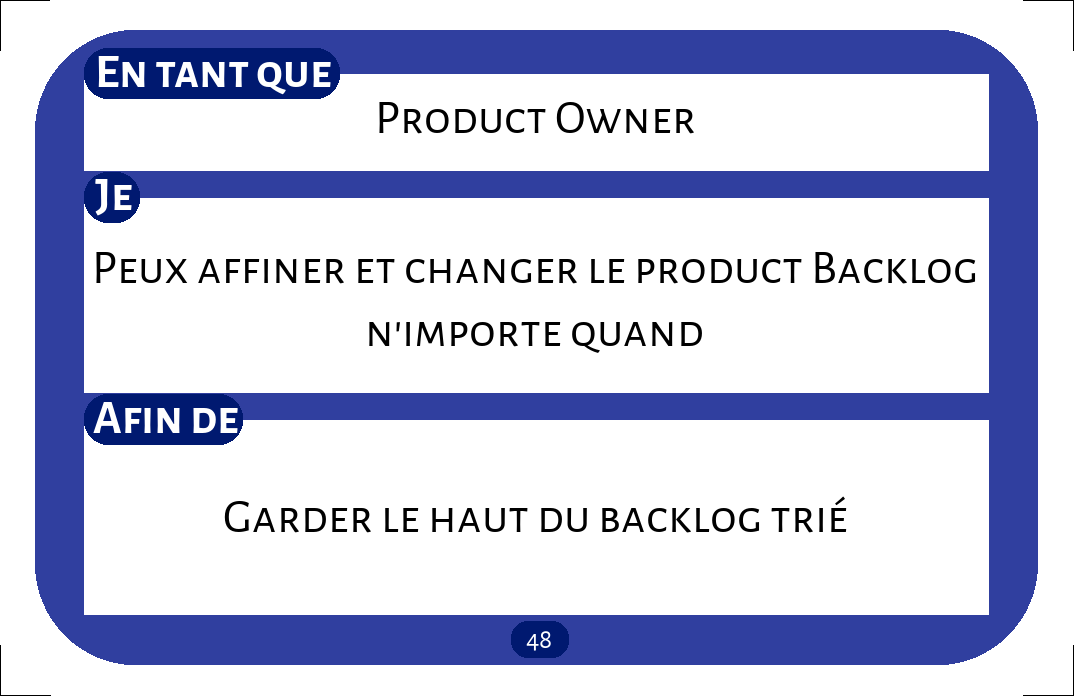 En tant que
Product Owner
Je
Peux affiner et changer le product Backlog
n'importe quand
Afin de
Garder le haut du backlog trié
48